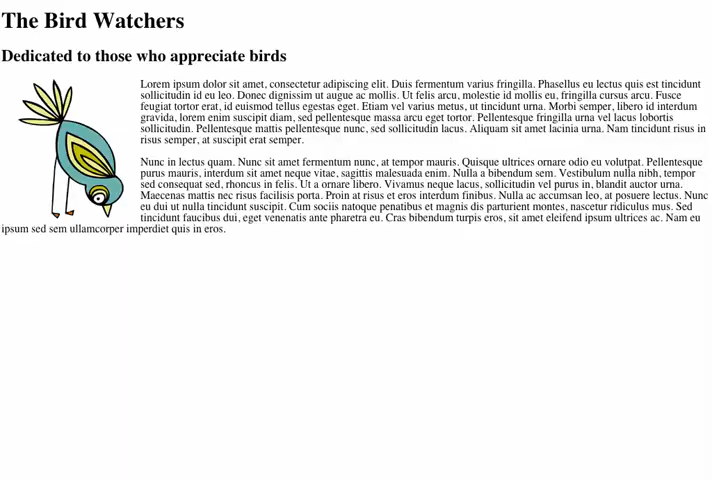 The Bird Watchers
Dedicated to those who appreciate birds
Lorem ipsum dolor sit amet, consectetur adipiscing elit. Duis fermentum varius fringilla. Phasellus eu lectus quis est tincidunt
sollicitudin id eu leo. Donec dignissim ut augue ac mollis. Ut felis arcu, molestie id mollis eu, fringilla cursus arcu. Fusce
feugiat tortor erat, id euismod tellus egestas eget. Etiam vel varius metus, ut tincidunt urna. Morbi semper, libero id interdum
gravida, lorem enim suscipit diam, sed pellentesque massa arcu eget tortor. Pellentesque fringilla urna vel lacus lobortis
sollicitudin. Pellentesque mattis pellentesque nunc, sed sollicitudin lacus. Aliquam sit amet lacinia urna. Nam tincidunt risus in
risus semper, at suscipit erat semper.
Nunc in lectus quam. Nunc sit amet fermentum nunc, at tempor mauris. Quisque ultrices ornare odio eu volutpat. Pellentesque
purus mauris, interdum sit amet neque vitae, sagittis malesuada enim. Nulla a bibendum sem. Vestibulum nulla nibh, tempor
sed consequat sed, rhoncus in felis. Ut a ornare libero. Vivamus neque lacus, sollicitudin vel purus in, blandit auctor urna.
Maecenas mattis nec risus facilisis porta. Proin at risus et eros interdum finibus. Nulla ac accumsan leo, at posuere lectus. Nunc
eu dui ut nulla tincidunt suscipit. Cum sociis natoque penatibus et magnis dis parturient montes, nascetur ridiculus mus. Sed
tincidunt faucibus dui, eget venenatis ante pharetra eu. Cras bibendum turpis eros, sit amet eleifend ipsum ultrices ac. Nam eu
ipsum sed sem ullamcorper imperdiet quis in eros.